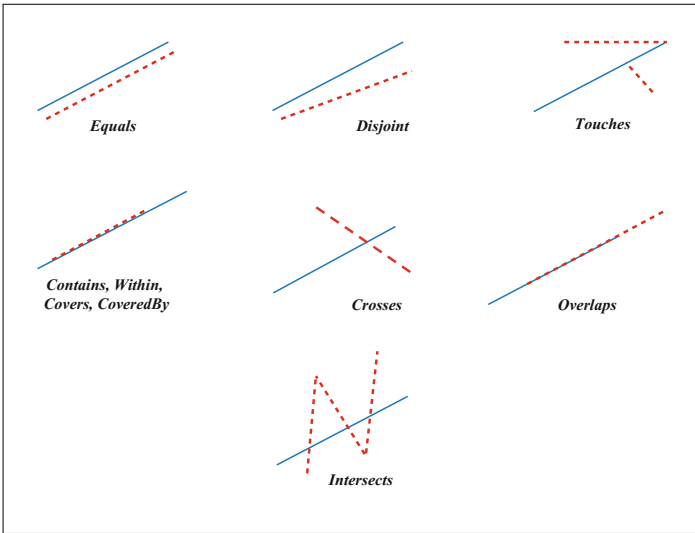 Equals
Disjoint
Touches
Contains, Within,
Covers, CoveredBy
Crosses
Overlaps
Intersects